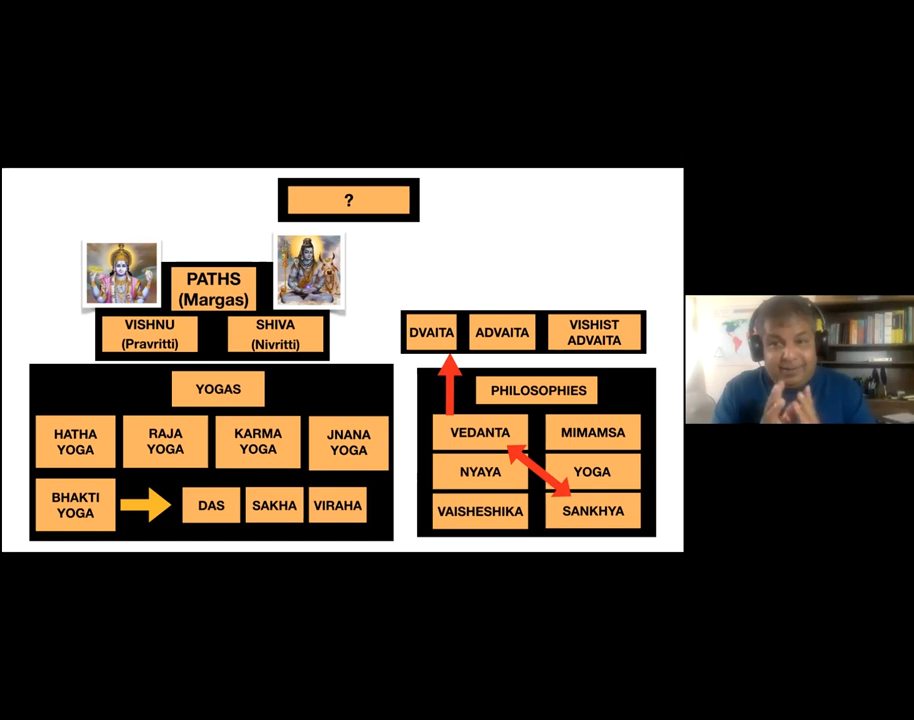 ?
PATHS
(Margas)
VISHNU
(Pravritti)
SHIVA
(Nivritti)
YOGAS
HATHA
YOGA
RAJA
YOGA
KARMA
YOGA
JNANA
YOGA
BHAKTI
YOGA
DAS
SAKHA
VIRAHA
DVAITA
ADVAITA
VISHIST
ADVAITA
PHILOSOPHIES
VEDANTA
MIMAMSA
NYAYA
YOGA
VAISHESHIKA
SANKHYA